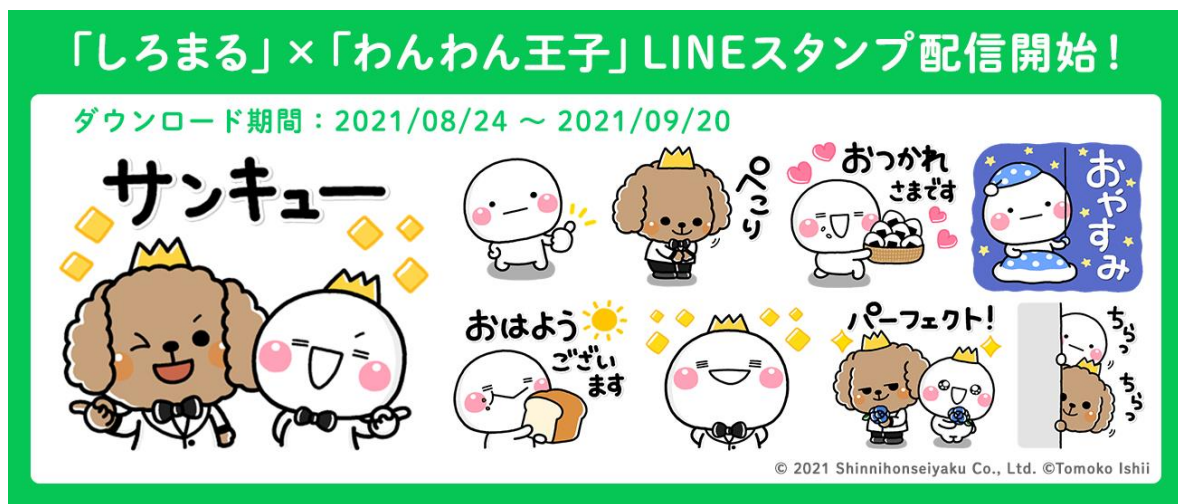 「しろまる」×「わんわん王子」LINEスタンプ配信開始!
ダウンロード期間：2021/08/24 ～ 2021/09/20
サンキュー
ぺこり
おつかれ
さまです
おやすみ
おはよう
ござい
ます
パーフェクト!
ちらっ
ちらっ
© 2021 Shinnihonseiyaku Co., Ltd. ©Tomoko Ishii